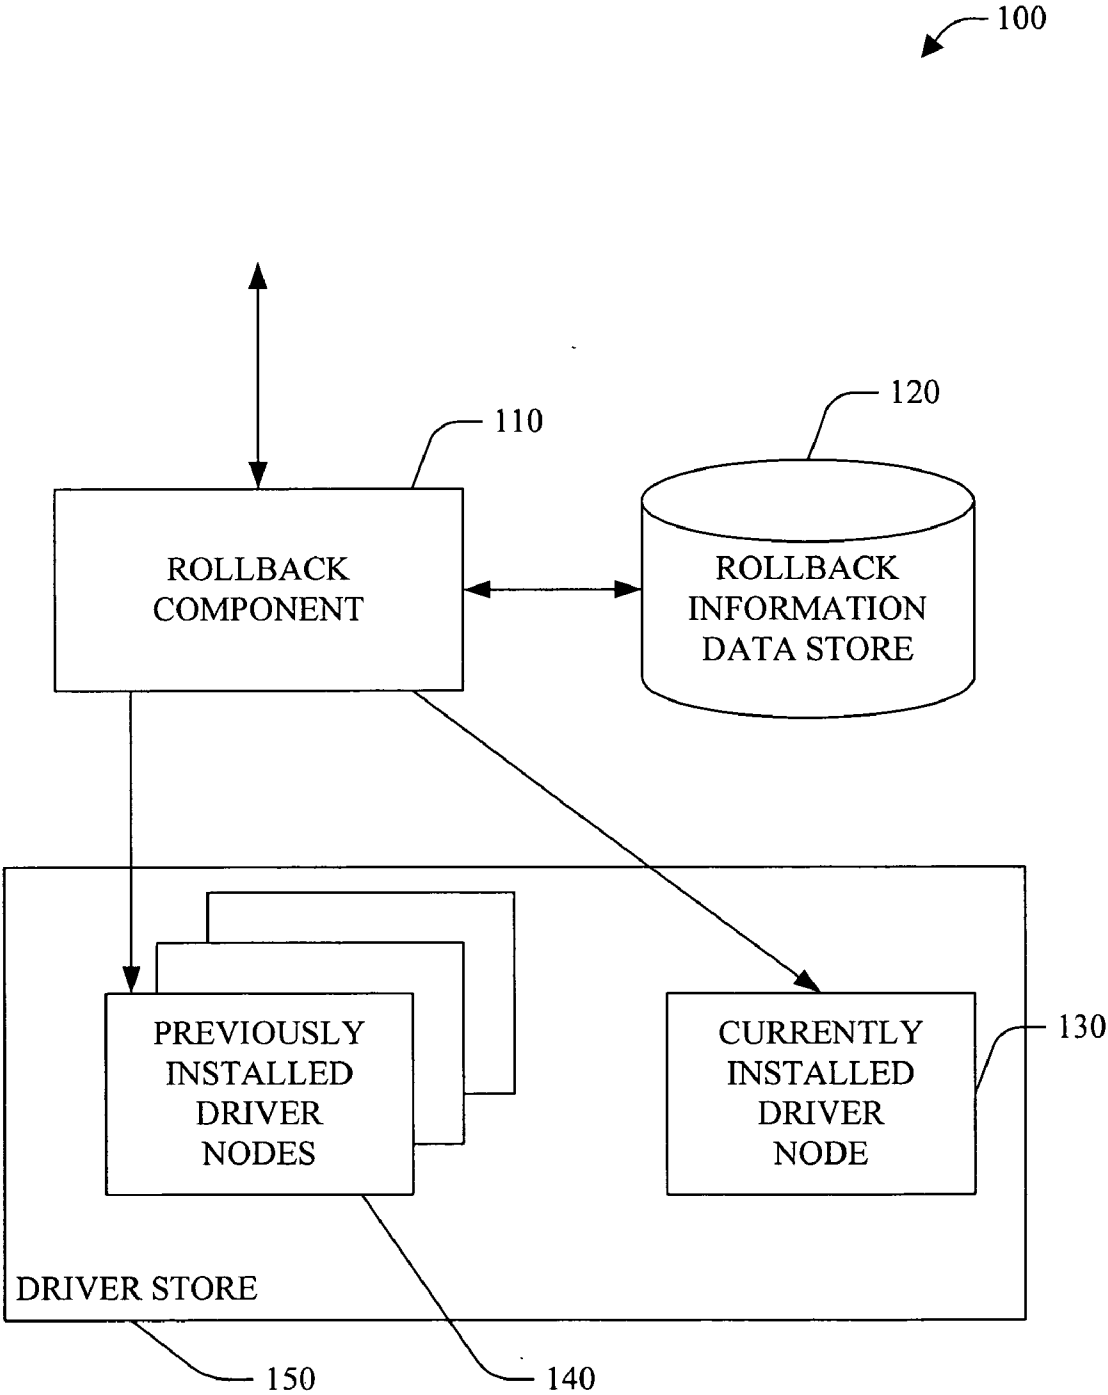 100
120
110
ROLLBACK
COMPONENT
ROLLBACK
INFORMATION
DATA STORE
PREVIOUSLY
INSTALLED
DRIVER
NODES
CURRENTLY
INSTALLED
DRIVER
NODE
130
DRIVER STORE
150
140